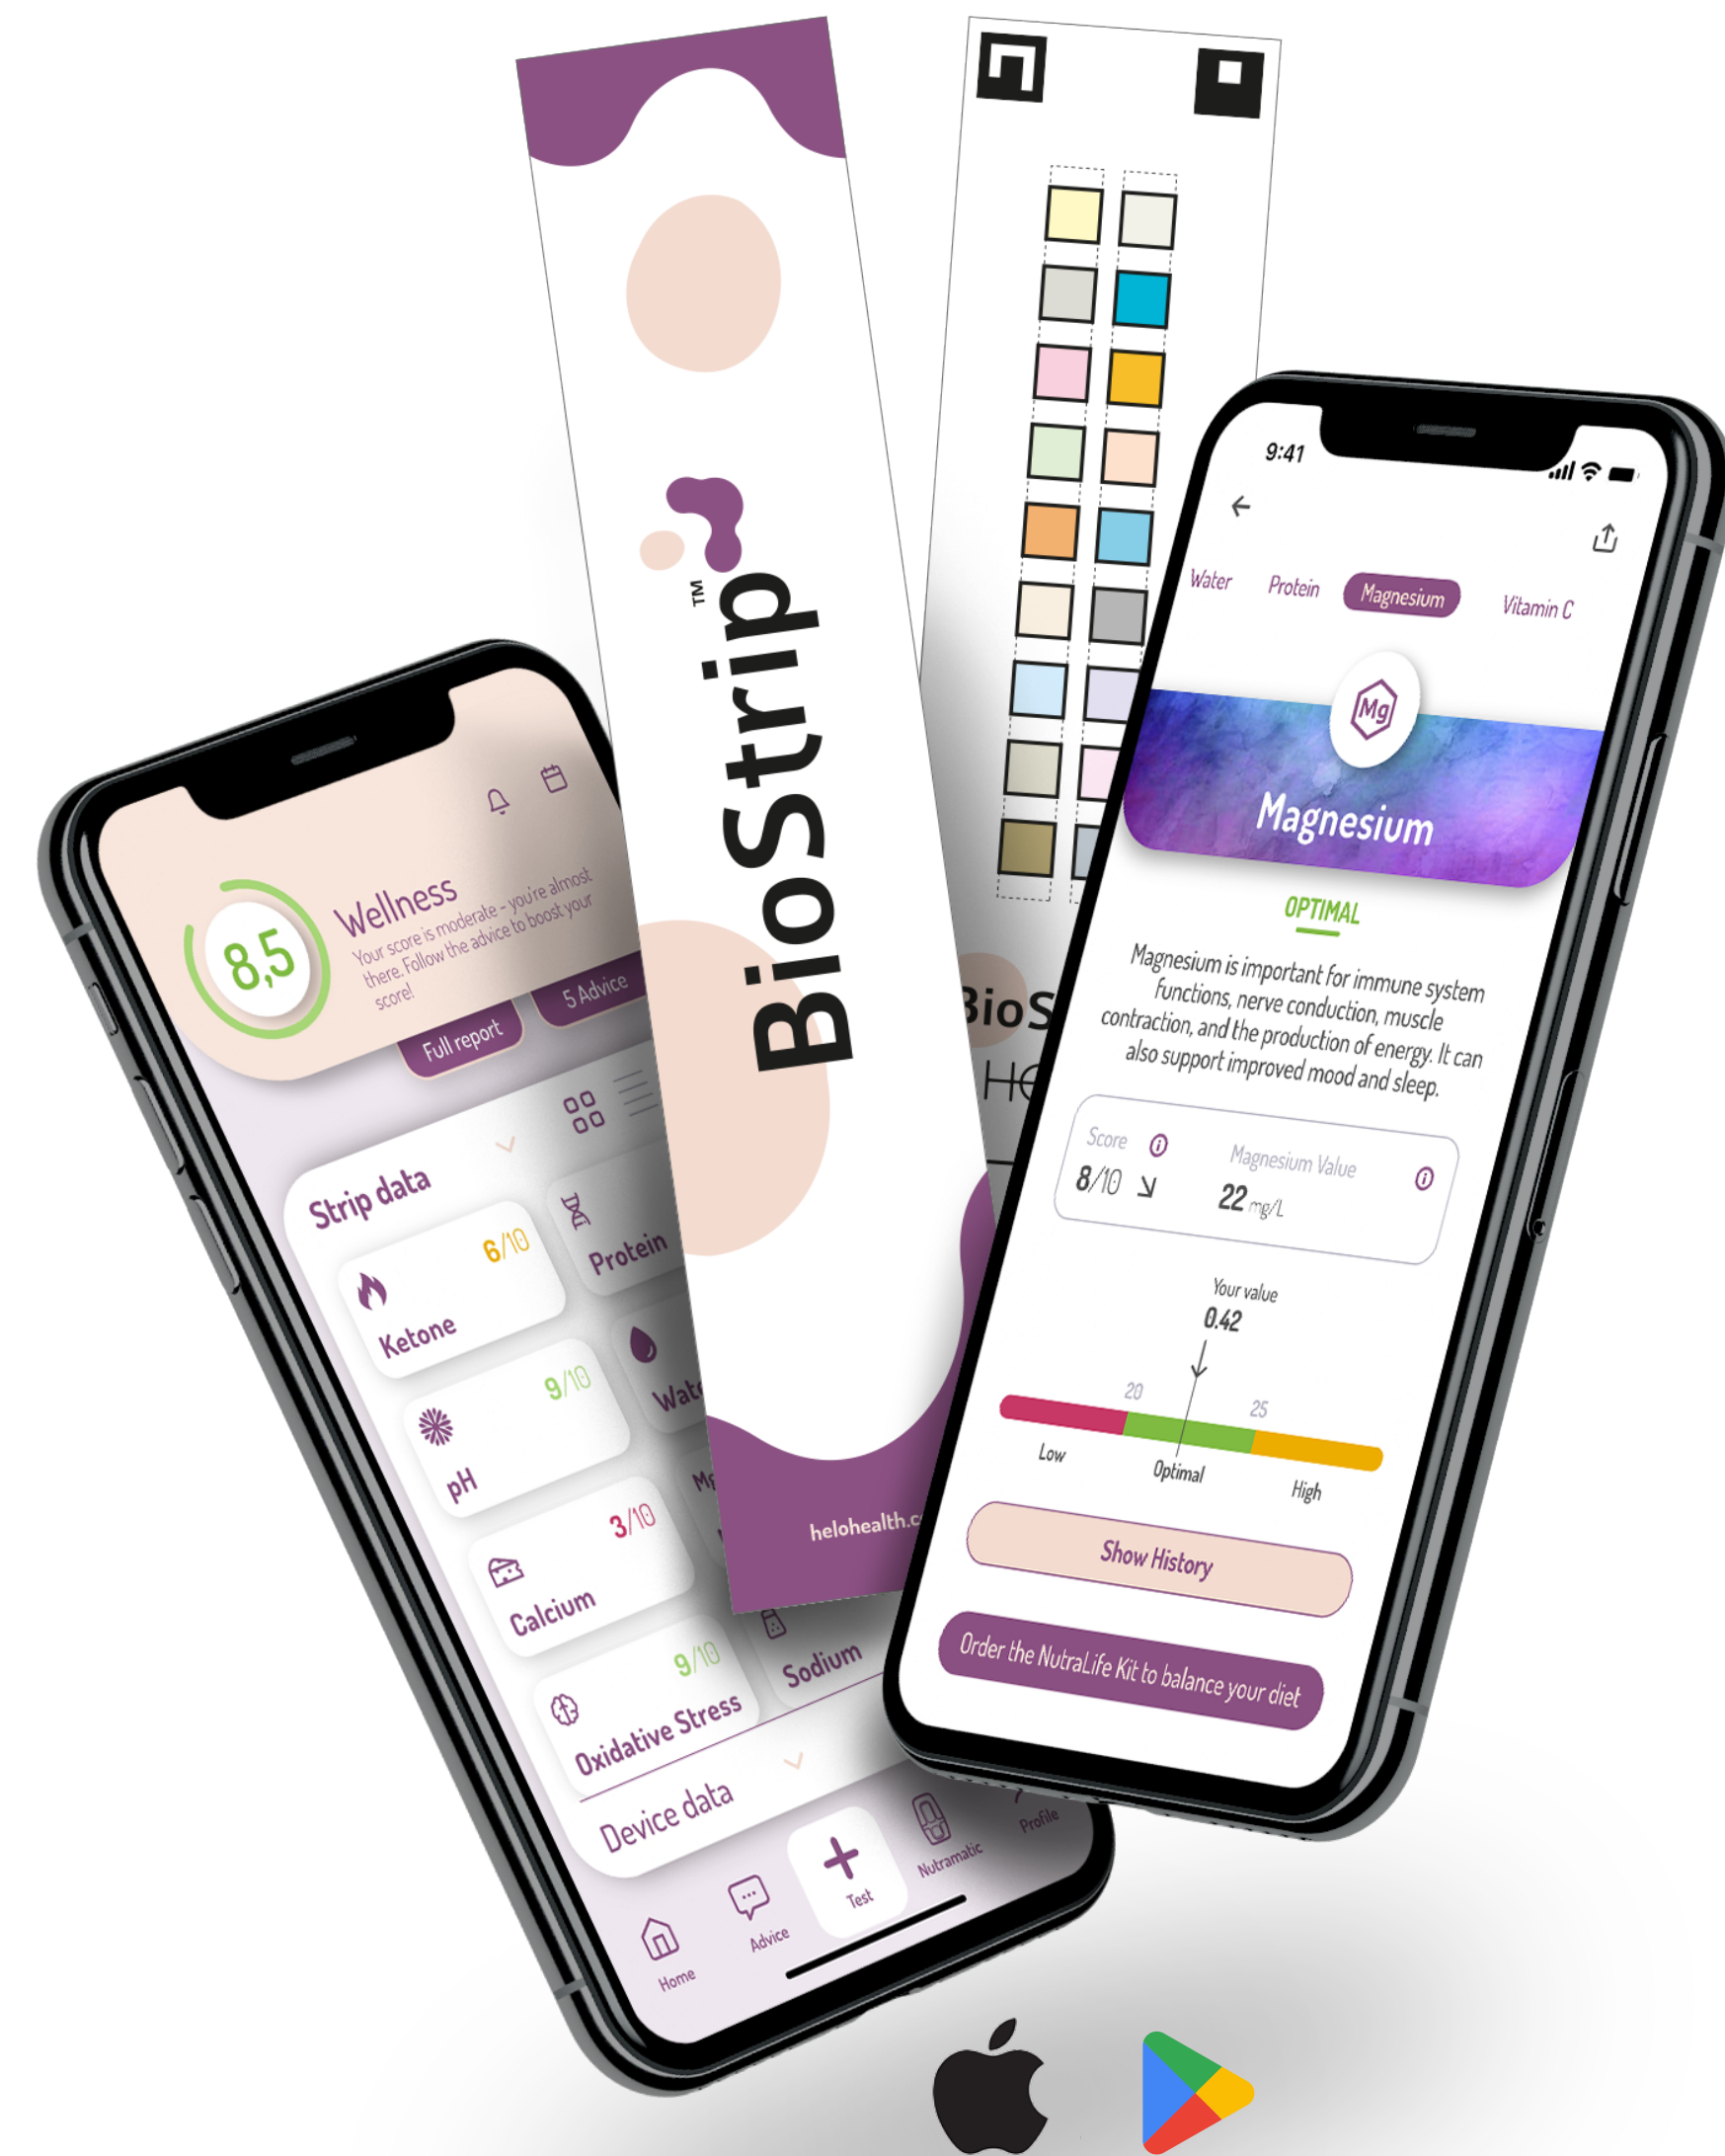 BioStrip™
helohealth.c
BioS
9:41
Water Protein Magnesium Vitamin C
Mg
Magnesium
OPTIMAL
Magnesium is important for immune system
functions, nerve conduction, muscle
contraction, and the production of energy. It can
also support improved mood and sleep.
Score Magnesium Value
8/10 22 mg/L
Your value
0.42
20 25
Low Optimal High
Show History
Order the NutraLife Kit to balance your diet
8,5
Wellness
Your score is moderate - you're almost
there. Follow the advice to boost your
score!
Full report 5 Advice
Strip data
6/10
Ketone
Protein
9/10
pH
Wat
3/10
Calcium
Mg
9/10
Oxidative Stress
Sodium
Device data
Home Advice Test Nutramatic Profile